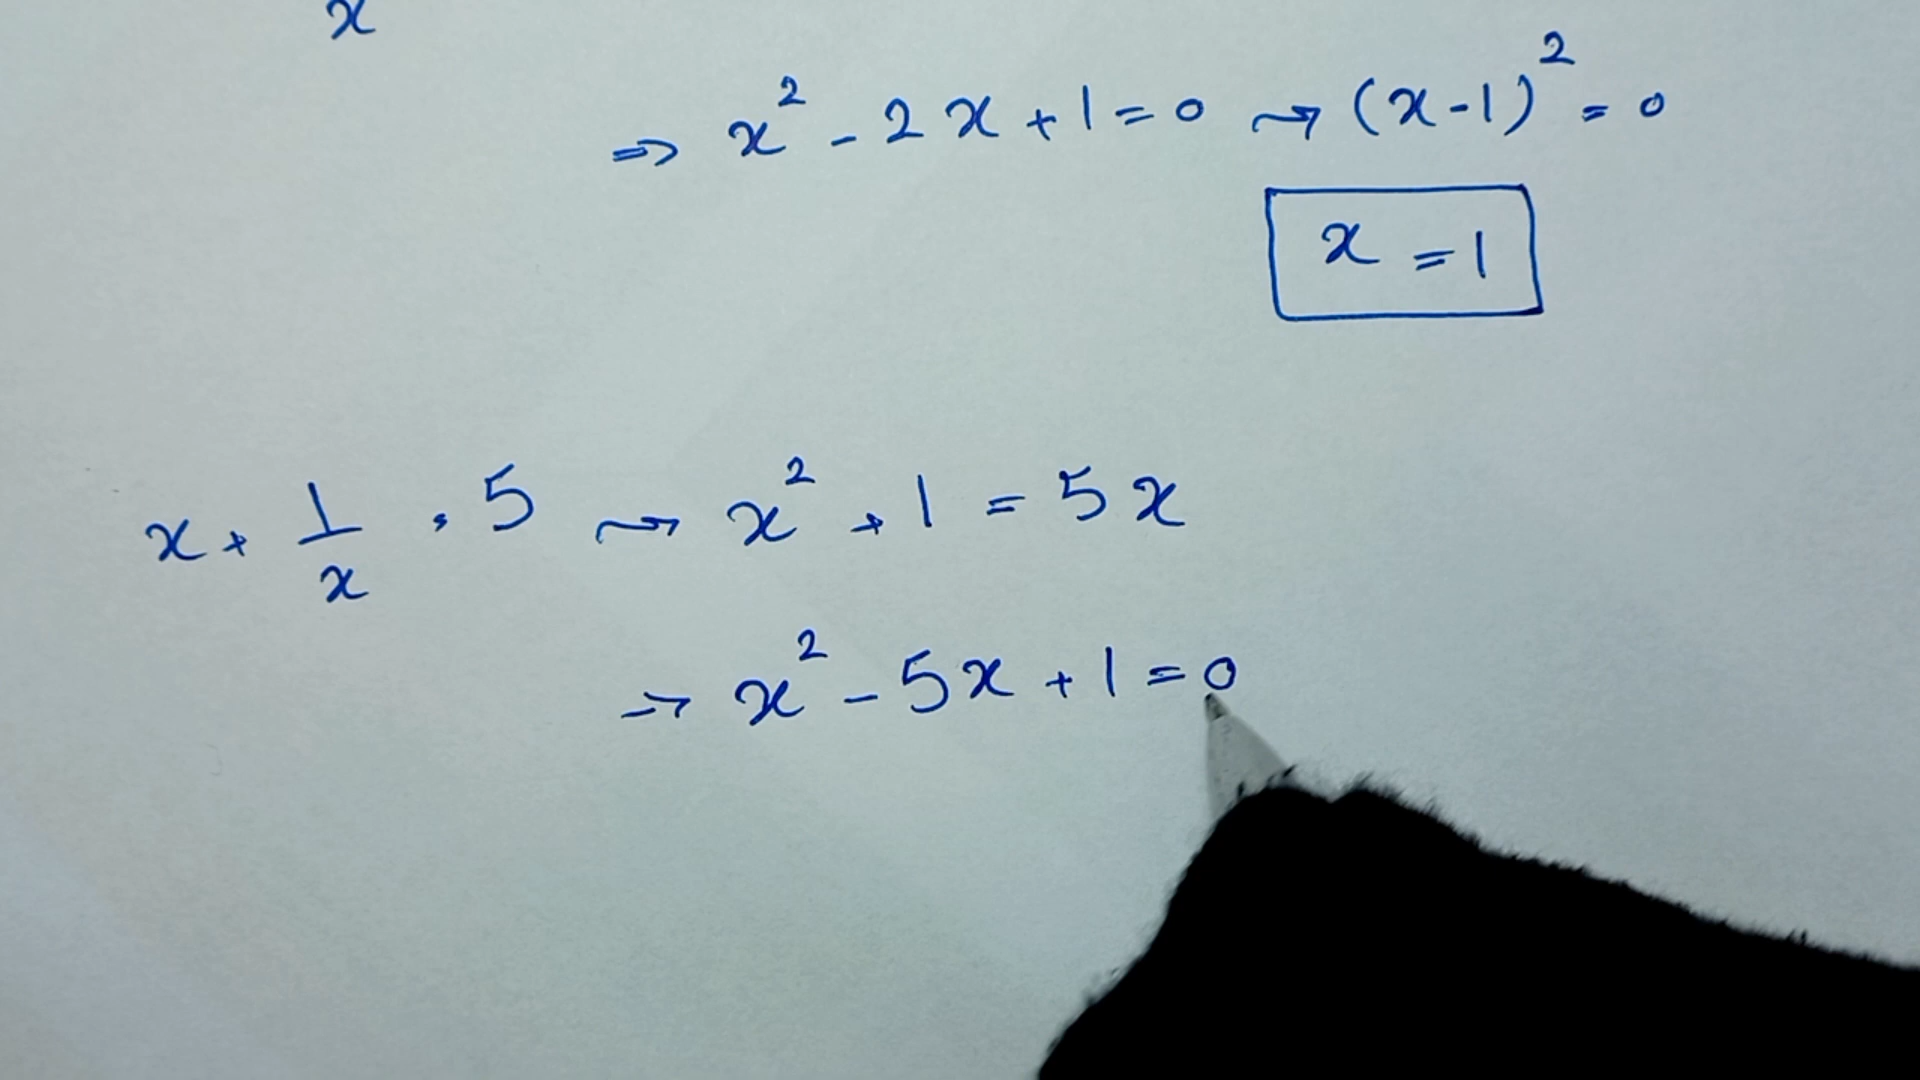 x
⇒ x² - 2x + 1 = 0 ⇝ (x-1)² = 0
x = 1
x + 1/x = 5 ⇝ x² + 1 = 5x
→ x² - 5x + 1 = 0